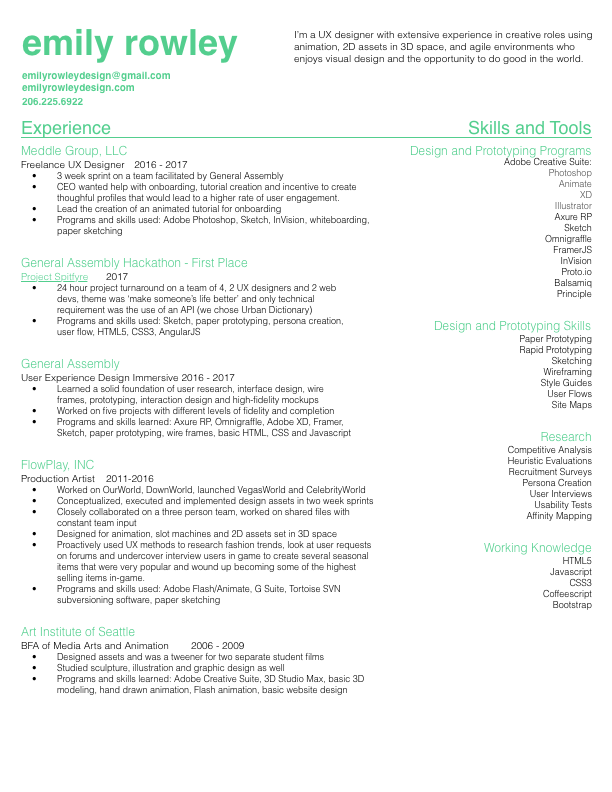 emily rowley
emilyrowleydesign@gmail.com
emilyrowleydesign.com
206.225.6922
I'm a UX designer with extensive experience in creative roles using
animation, 2D assets in 3D space, and agile environments who
enjoys visual design and the opportunity to do good in the world.
Experience
Meddle Group, LLC
Freelance UX Designer 2016 - 2017
• 3 week sprint on a team facilitated by General Assembly
• CEO wanted help with onboarding, tutorial creation and incentive to create
thoughful profiles that would lead to a higher rate of user engagement.
• Lead the creation of an animated tutorial for onboarding
• Programs and skills used: Adobe Photoshop, Sketch, InVision, whiteboarding,
paper sketching
General Assembly Hackathon - First Place
Project Spitfyre 2017
• 24 hour project turnaround on a team of 4, 2 UX designers and 2 web
devs, theme was 'make someone's life better' and only technical
requirement was the use of an API (we chose Urban Dictionary)
• Programs and skills used: Sketch, paper prototyping, persona creation,
user flow, HTML5, CSS3, AngularJS
General Assembly
User Experience Design Immersive 2016 - 2017
• Learned a solid foundation of user research, interface design, wire
frames, prototyping, interaction design and high-fidelity mockups
• Worked on five projects with different levels of fidelity and completion
• Programs and skills learned: Axure RP, Omnigraffle, Adobe XD, Framer,
Sketch, paper prototyping, wire frames, basic HTML, CSS and Javascript
FlowPlay, INC
Production Artist 2011-2016
• Worked on OurWorld, DownWorld, launched VegasWorld and CelebrityWorld
• Conceptualized, executed and implemented design assets in two week sprints
• Closely collaborated on a three person team, worked on shared files with
constant team input
• Designed for animation, slot machines and 2D assets set in 3D space
• Proactively used UX methods to research fashion trends, look at user requests
on forums and undercover interview users in game to create several seasonal
items that were very popular and wound up becoming some of the highest
selling items in-game.
• Programs and skills used: Adobe Flash/Animate, G Suite, Tortoise SVN
subversioning software, paper sketching
Art Institute of Seattle
BFA of Media Arts and Animation 2006 - 2009
• Designed assets and was a tweener for two separate student films
• Studied sculpture, illustration and graphic design as well
• Programs and skills learned: Adobe Creative Suite, 3D Studio Max, basic 3D
modeling, hand drawn animation, Flash animation, basic website design
Skills and Tools
Design and Prototyping Programs
Adobe Creative Suite:
Photoshop
Animate
XD
Illustrator
Axure RP
Sketch
Omnigraffle
FramerJS
InVision
Proto.io
Balsamiq
Principle
Design and Prototyping Skills
Paper Prototyping
Rapid Prototyping
Sketching
Wireframing
Style Guides
User Flows
Site Maps
Research
Competitive Analysis
Heuristic Evaluations
Recruitment Surveys
Persona Creation
User Interviews
Usability Tests
Affinity Mapping
Working Knowledge
HTML5
Javascript
CSS3
Coffeescript
Bootstrap